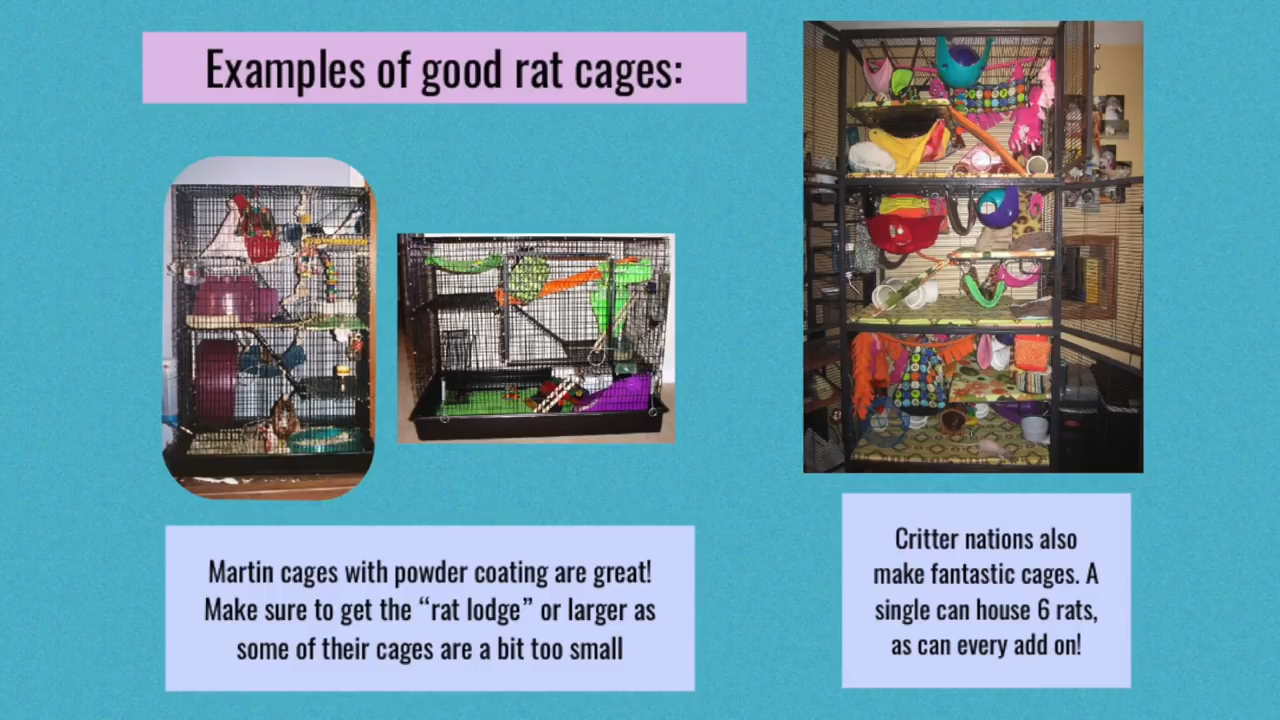 Examples of good rat cages:
Martin cages with powder coating are great!
Make sure to get the “rat lodge” or larger as
some of their cages are a bit too small
Critter nations also
make fantastic cages. A
single can house 6 rats,
as can every add on!